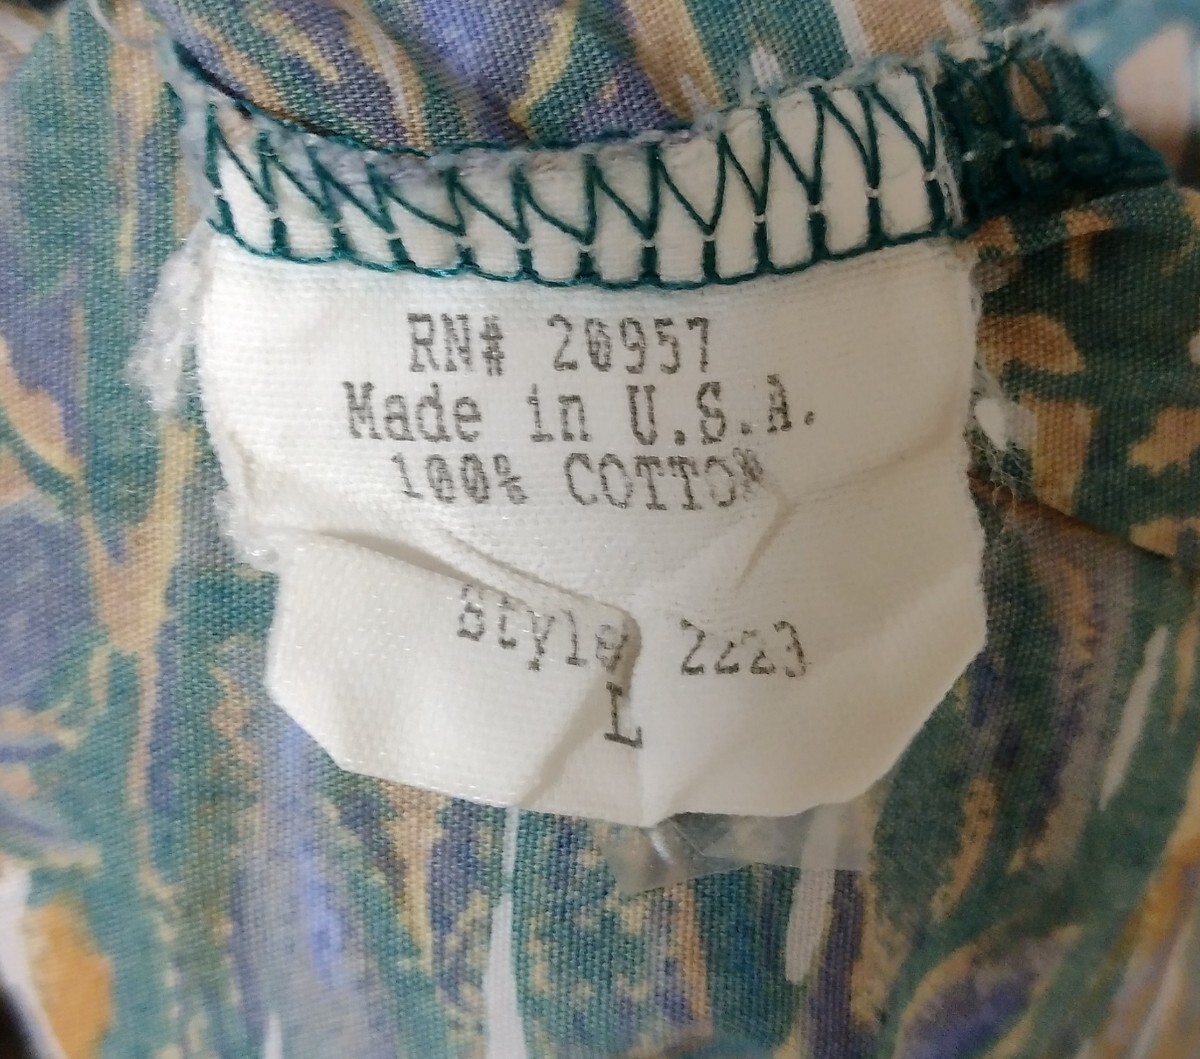 RN# 20957
Made in U.S.A.
100% COTTON
Style 2223
L